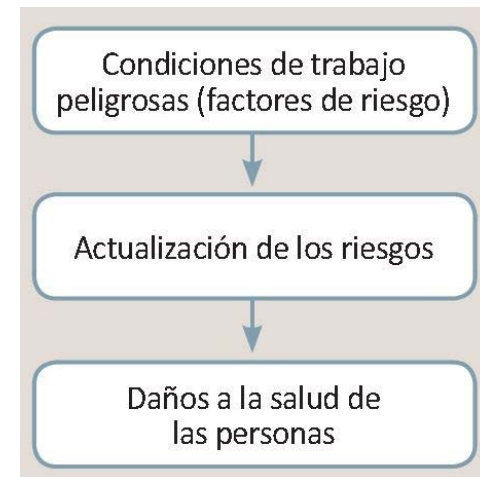 Condiciones de trabajo
peligrosas (factores de riesgo)
Actualización de los riesgos
Daños a la salud de
las personas